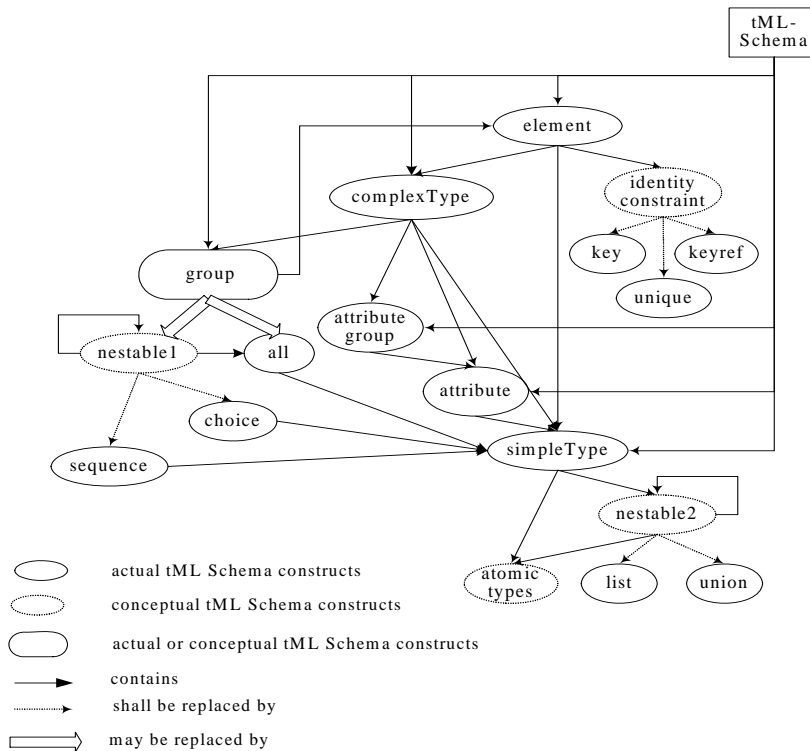 tML-
Schema
element
complexType
identity
constraint
key
keyref
unique
group
attribute
group
nestable1
all
attribute
choice
sequence
simpleType
nestable2
atomic
types
list
union
actual tML Schema constructs
conceptual tML Schema constructs
actual or conceptual tML Schema constructs
contains
shall be replaced by
may be replaced by